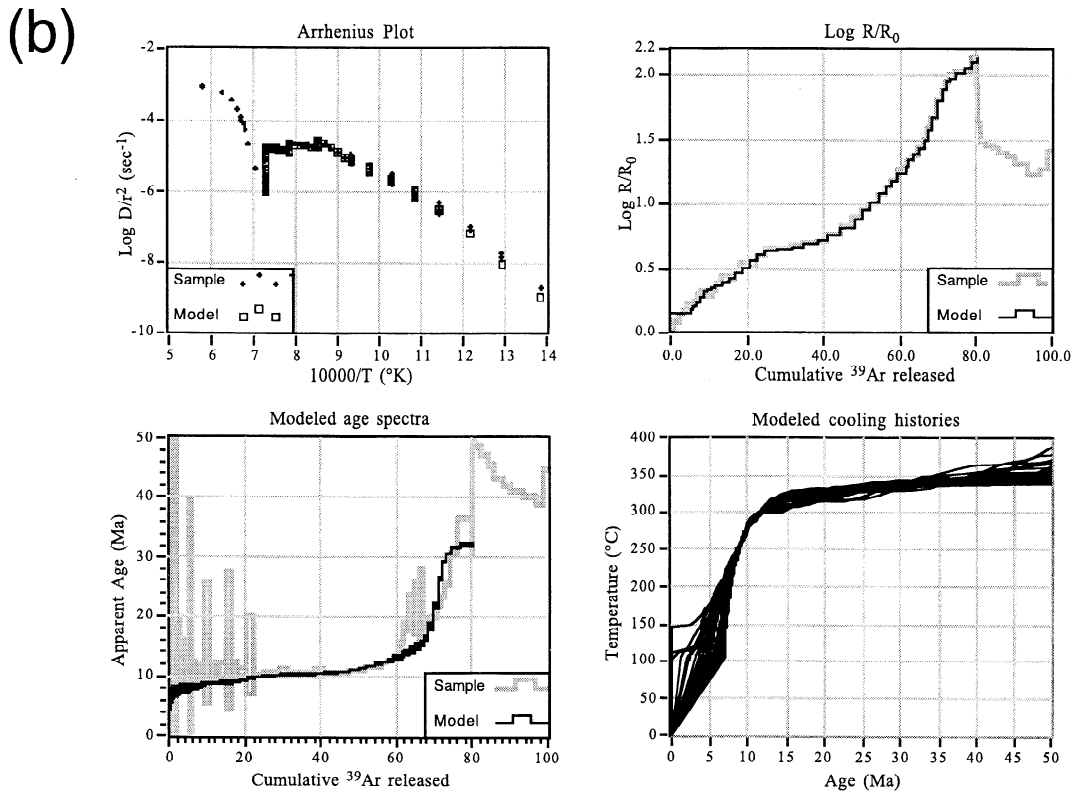 (b)
Arrhenius Plot
-2
-4
-6
-8
-10
Log D/r² (sec⁻¹)
Sample
Model
5 6 7 8 9 10 11 12 13 14
10000/T (°K)
Log R/R₀
2.2
2.0
1.5
1.0
0.5
0.0
Log R/R₀
Sample
Model
0.0 20.0 40.0 60.0 80.0 100.0
Cumulative ³⁹Ar released
Modeled age spectra
50
40
30
20
10
0
Apparent Age (Ma)
Sample
Model
0 20 40 60 80 100
Cumulative ³⁹Ar released
Modeled cooling histories
400
350
300
250
200
150
100
50
0
Temperature (°C)
0 5 10 15 20 25 30 35 40 45 50
Age (Ma)